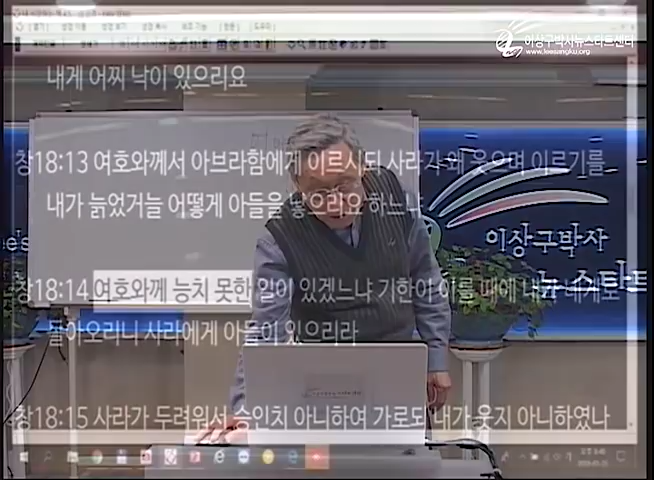 이상구박사뉴스타트센터
www.leesangku.org
내게 어찌 낙이 있으리요
창18:13 여호와께서 아브라함에게 이르시되 사라가 왜 웃으며 이르기를
내가 늙었거늘 어떻게 아들을 낳으리요 하느냐
이상구박사
뉴스타트
창18:14 여호와께 능치 못한 일이 있겠느냐 기한이 이를 때에 내가 네게로
돌아오리니 사라에게 아들이 있으리라
창18:15 사라가 두려워서 승인치 아니하여 가로되 내가 웃지 아니하였나